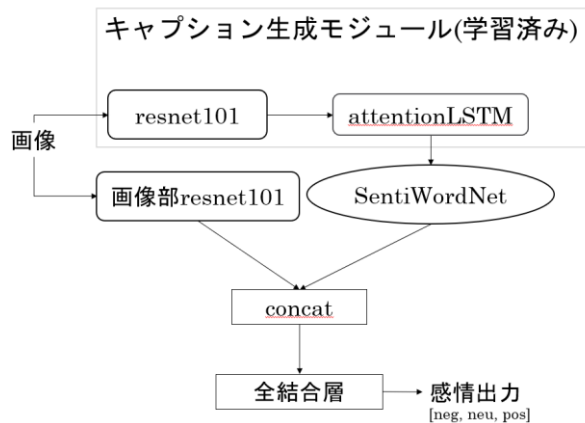 キャプション生成モジュール(学習済み)
resnet101
attentionLSTM
画像
画像部resnet101
SentiWordNet
concat
全結合層
感情出力
[neg, neu, pos]